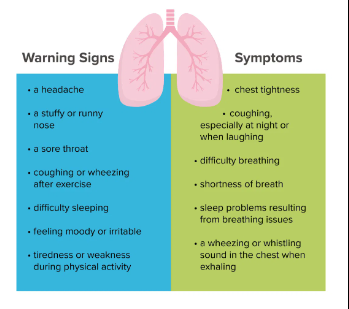 Warning Signs
• a headache
• a stuffy or runny
nose
• a sore throat
• coughing or wheezing
after exercise
• difficulty sleeping
• feeling moody or irritable
• tiredness or weakness
during physical activity
Symptoms
• chest tightness
• coughing,
especially at night or
when laughing
• difficulty breathing
• shortness of breath
• sleep problems resulting
from breathing issues
• a wheezing or whistling
sound in the chest when
exhaling